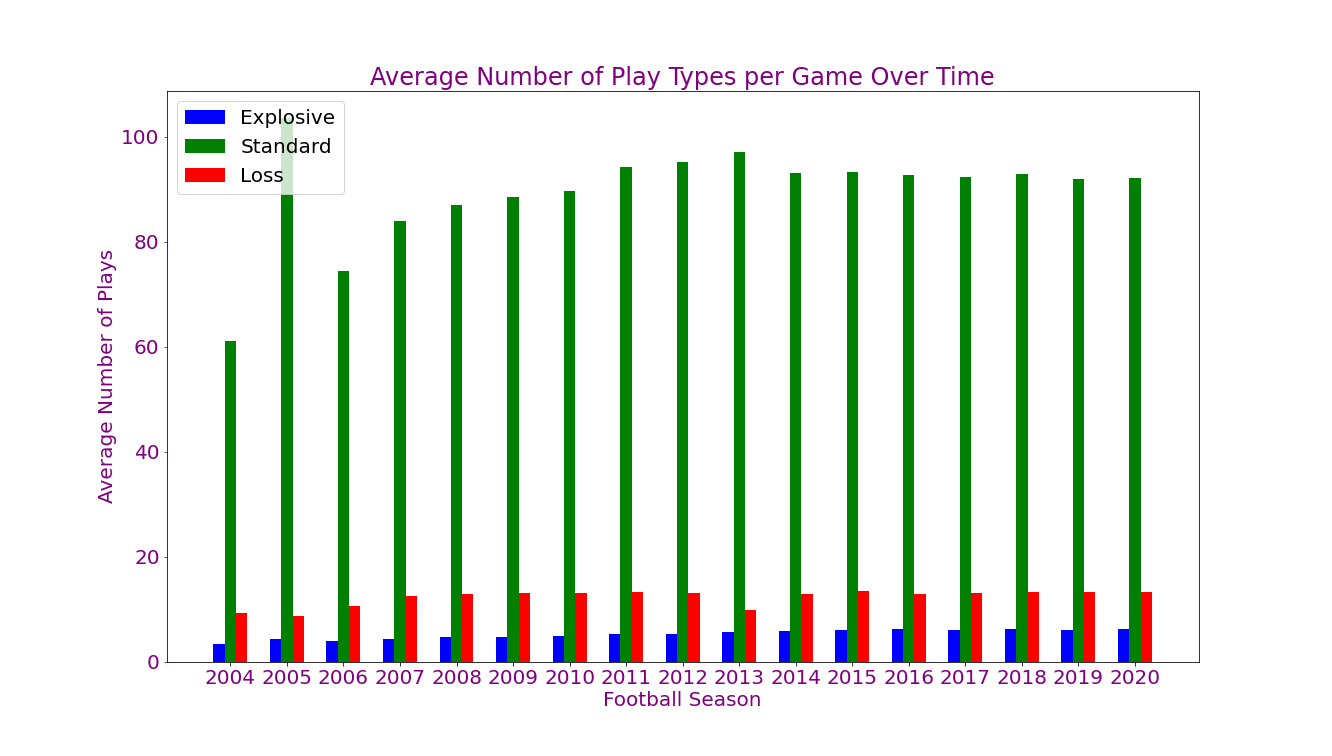 Average Number of Play Types per Game Over Time
Explosive
Standard
Loss
Average Number of Plays
100
80
60
40
20
0
2004 2005 2006 2007 2008 2009 2010 2011 2012 2013 2014 2015 2016 2017 2018 2019 2020
Football Season